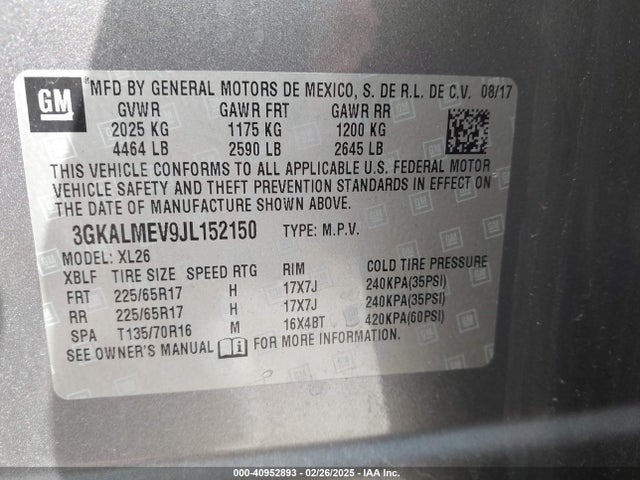 GM
MFD BY GENERAL MOTORS DE MEXICO, S. DE R.L. DE C.V. 08/17
GVWR GAWR FRT GAWR RR
2025 KG 1175 KG 1200 KG
4464 LB 2590 LB 2645 LB
THIS VEHICLE CONFORMS TO ALL APPLICABLE U.S. FEDERAL MOTOR
VEHICLE SAFETY AND THEFT PREVENTION STANDARDS IN EFFECT ON
THE DATE OF MANUFACTURE SHOWN ABOVE.
3GKALMEV9JL152150 TYPE: M.P.V.
MODEL: XL26
XBLF TIRE SIZE SPEED RTG RIM COLD TIRE PRESSURE
FRT 225/65R17 H 17X7J 240KPA(35PSI)
RR 225/65R17 H 17X7J 240KPA(35PSI)
SPA T135/70R16 M 16X4BT 420KPA(60PSI)
SEE OWNER'S MANUAL FOR MORE INFORMATION.
000-40952893 - 02/26/2025 - IAA Inc.